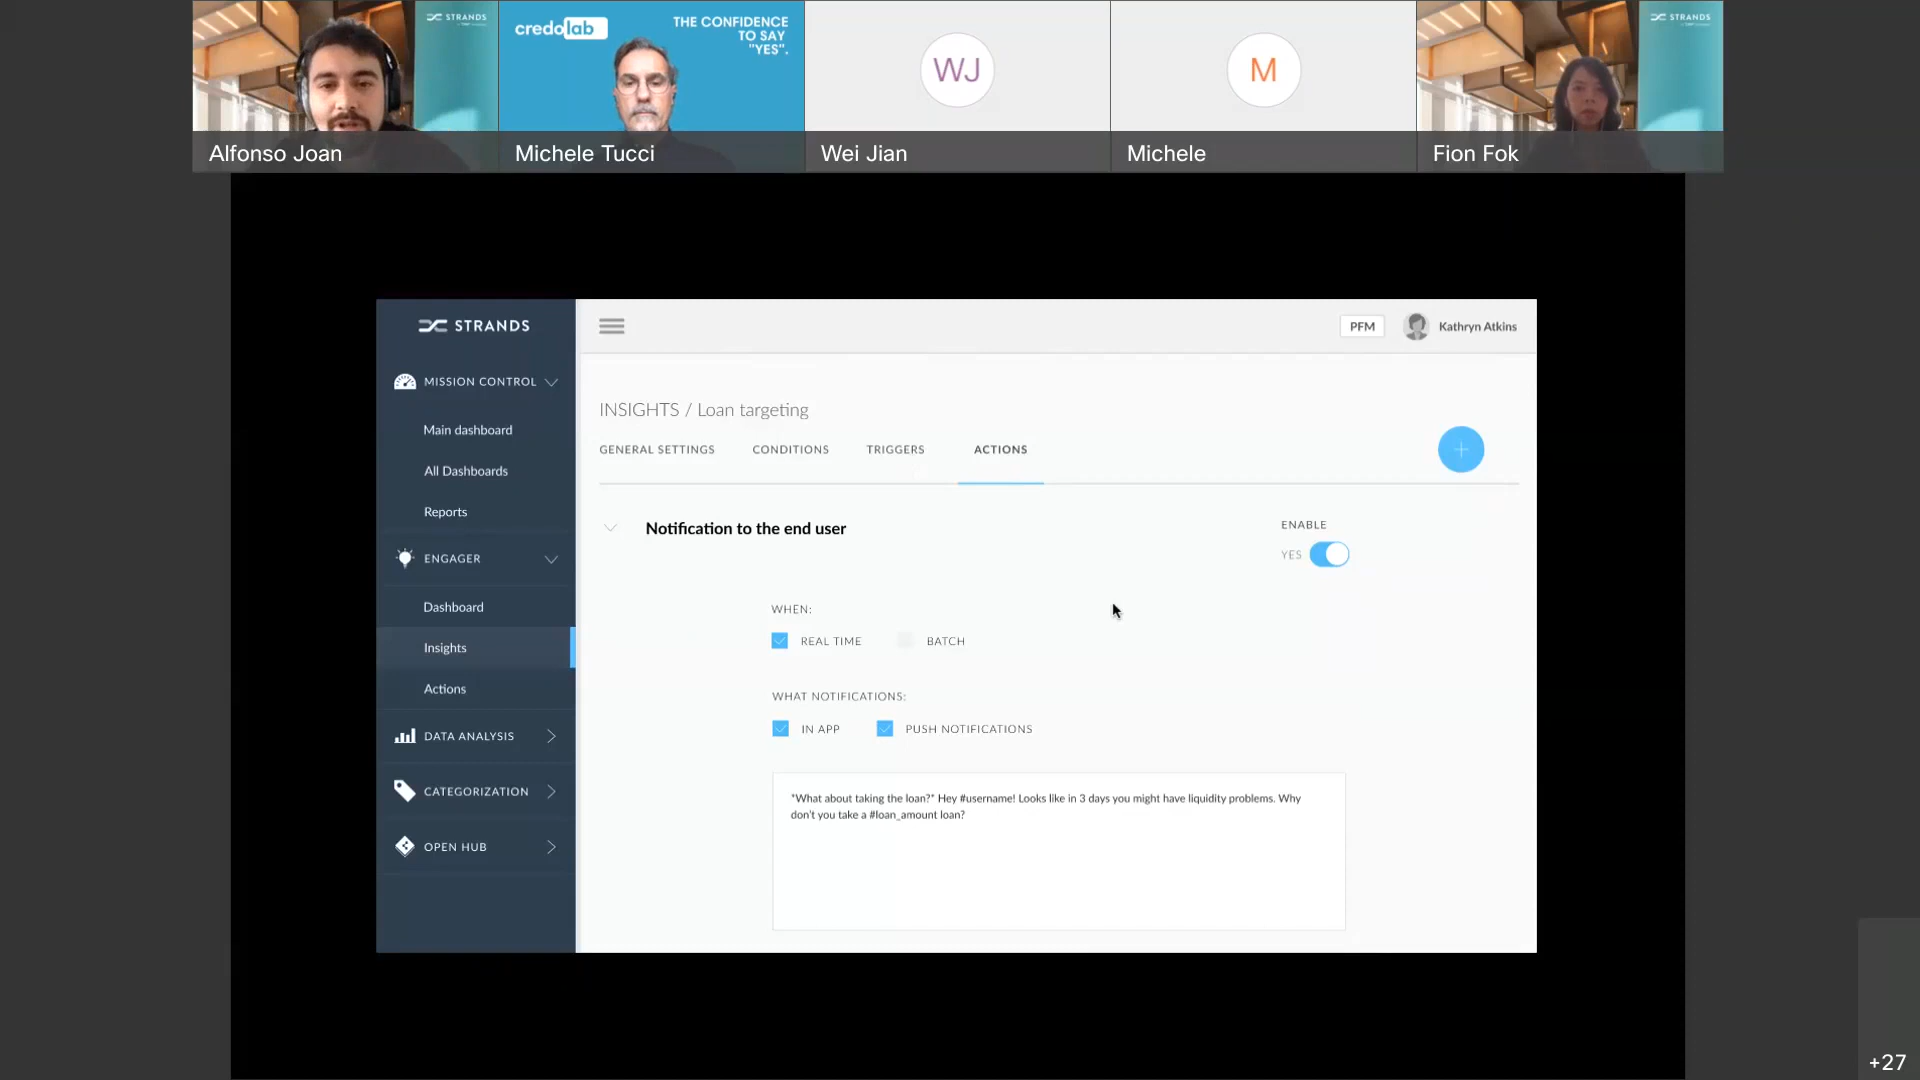 STRANDS
credolab
THE CONFIDENCE
TO SAY
"YES".
WJ
M
STRANDS
Alfonso Joan
Michele Tucci
Wei Jian
Michele
Fion Fok
STRANDS
PFM
Kathryn Atkins
MISSION CONTROL
Main dashboard
All Dashboards
Reports
ENGAGER
Dashboard
Insights
Actions
DATA ANALYSIS
CATEGORIZATION
OPEN HUB
INSIGHTS / Loan targeting
GENERAL SETTINGS CONDITIONS TRIGGERS ACTIONS
Notification to the end user
ENABLE
YES
WHEN:
REAL TIME BATCH
WHAT NOTIFICATIONS:
IN APP PUSH NOTIFICATIONS
"What about taking the loan?" Hey #username! Looks like in 3 days you might have liquidity problems. Why
don't you take a #loan_amount loan?
+27